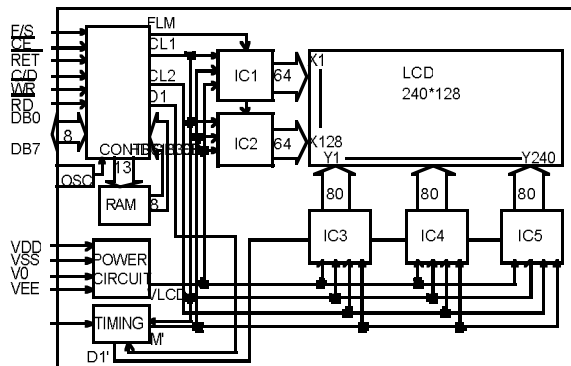 F/S
CE
RET
C/D
WR
RD
DB0
8
DB7
FLM
CL1
CL2
D1
CONT
13
OSC
RAM
8
IC1
64
IC2
64
X1
LCD
240*128
X128
Y1
Y240
80
80
80
IC3
IC4
IC5
VDD
VSS
V0
VEE
POWER
CIRCUIT
VLCD
TIMING
M'
D1'